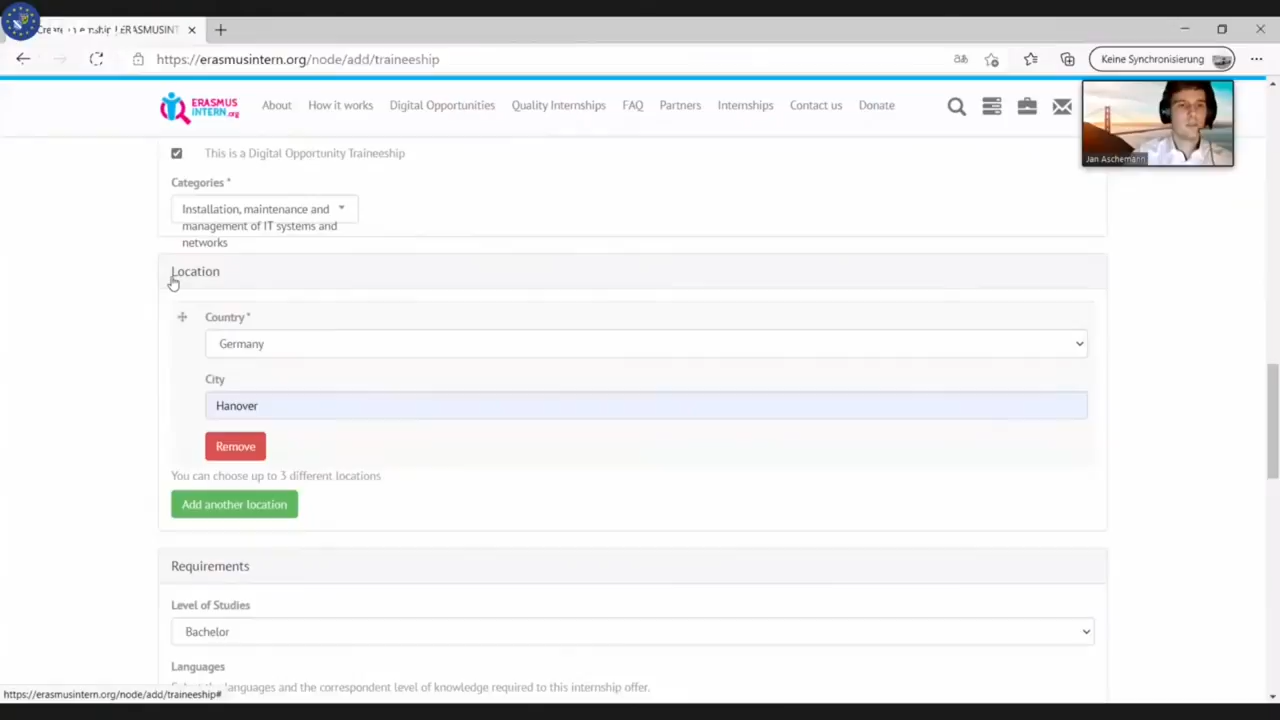 ERASMUSINT
https://erasmusintern.org/node/add/traineeship
Keine Synchronisierung
ERASMUS
INTERN.org
About
How it works
Digital Opportunities
Quality Internships
FAQ
Partners
Internships
Contact us
Donate
Jan Aschemann
This is a Digital Opportunity Traineeship
Categories *
Installation, maintenance and
management of IT systems and
networks
Location
Country *
Germany
City
Hanover
Remove
You can choose up to 3 different locations
Add another location
Requirements
Level of Studies
Bachelor
Languages
the languages and the correspondent level of knowledge required to this internship offer.
https://erasmusintern.org/node/add/traineeship#